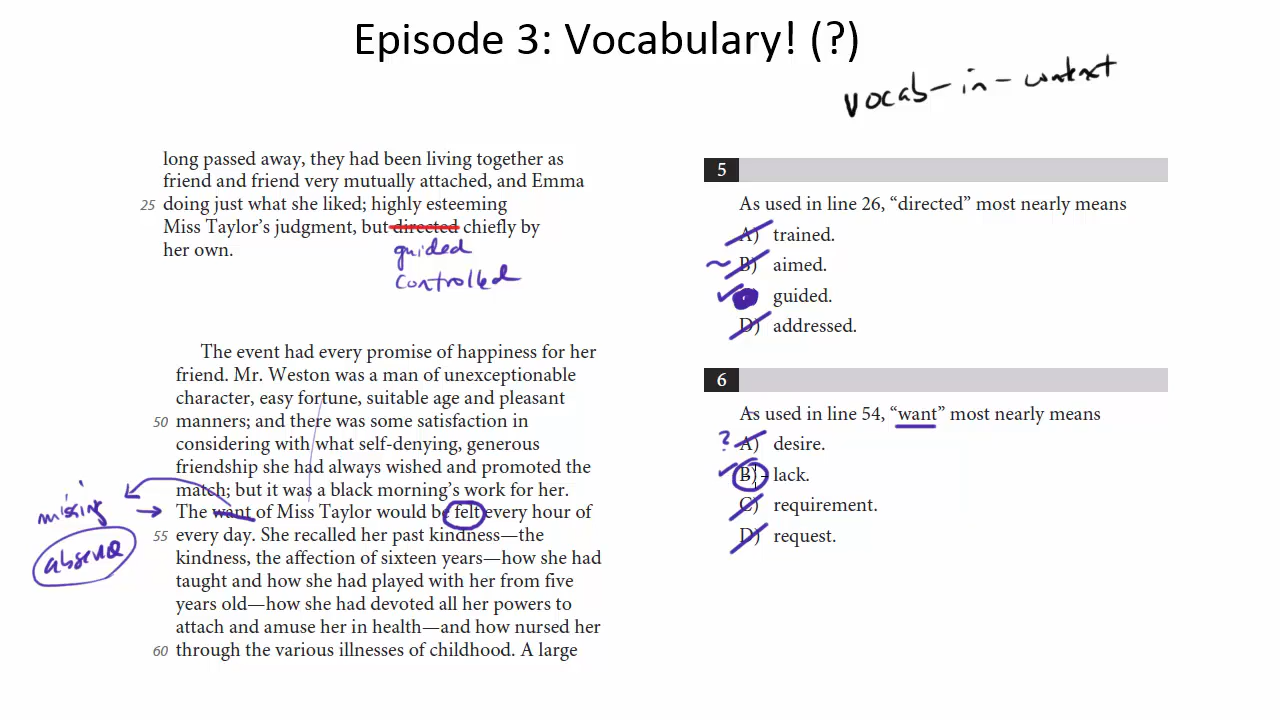 Episode 3: Vocabulary! (?)
vocab-in-context
long passed away, they had been living together as
friend and friend very mutually attached, and Emma
25 doing just what she liked; highly esteeming
Miss Taylor's judgment, but directed chiefly by
her own.
guided
controlled
The event had every promise of happiness for her
friend. Mr. Weston was a man of unexceptionable
character, easy fortune, suitable age and pleasant
50 manners; and there was some satisfaction in
considering with what self-denying, generous
friendship she had always wished and promoted the
match; but it was a black morning's work for her.
The want of Miss Taylor would be felt every hour of
55 every day. She recalled her past kindness—the
kindness, the affection of sixteen years—how she had
taught and how she had played with her from five
years old—how she had devoted all her powers to
attach and amuse her in health—and how nursed her
60 through the various illnesses of childhood. A large
missing
absence
5
As used in line 26, “directed” most nearly means
A) trained.
~ B) aimed.
guided.
D) addressed.
6
As used in line 54, “want” most nearly means
? A) desire.
B) lack.
C) requirement.
D) request.